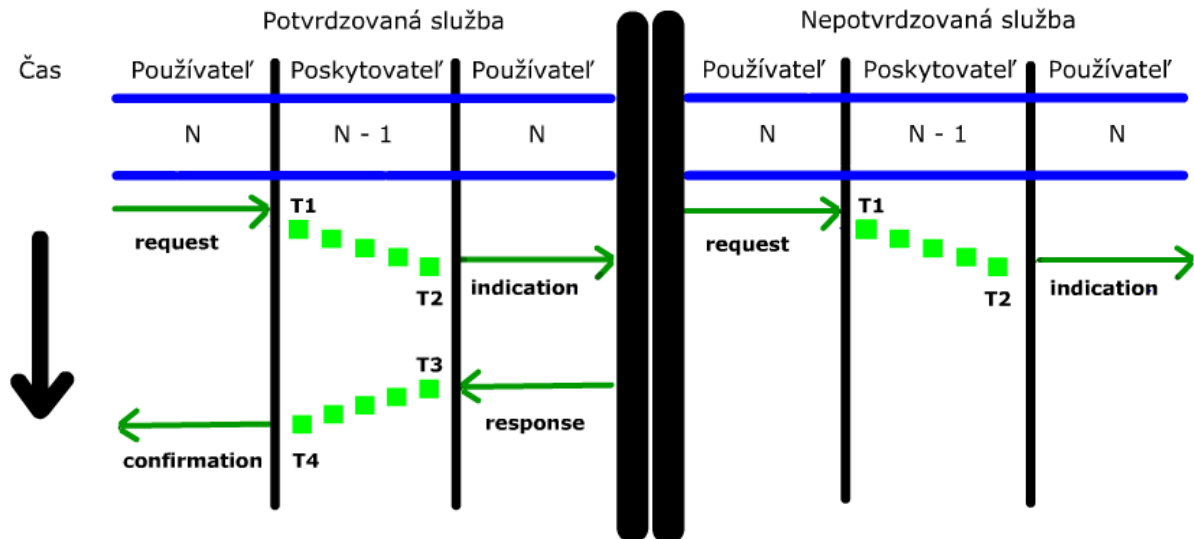 Potvrdzovaná služba
Nepotvrdzovaná služba
Čas
Používateľ
Poskytovateľ
Používateľ
Používateľ
Poskytovateľ
Používateľ
N
N - 1
N
N
N - 1
N
T1
request
T2
indication
T3
response
confirmation
T4
T1
request
T2
indication